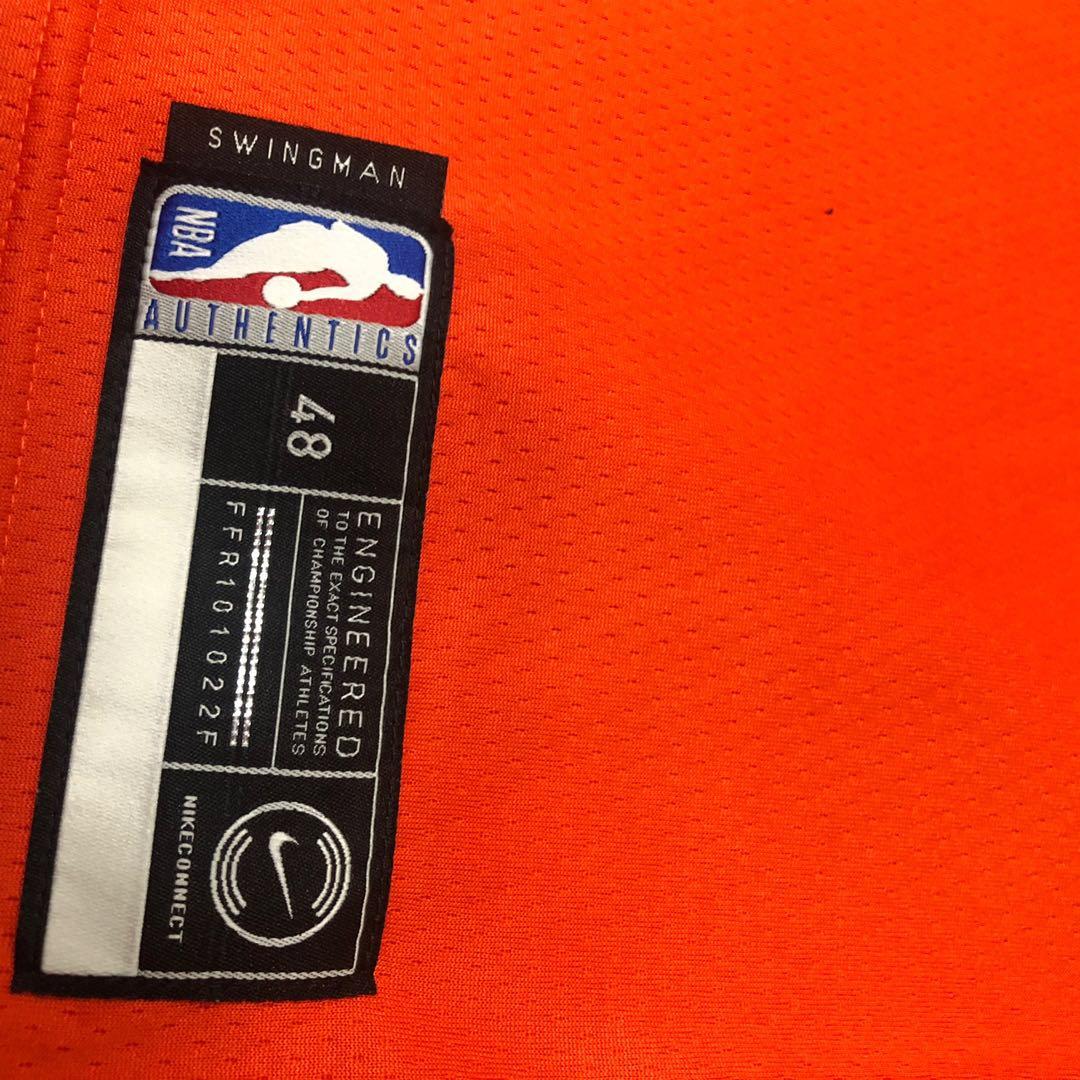 SWINGMAN
NBA
AUTHENTICS
48
ENGINEERED
TO THE EXACT SPECIFICATIONS
OF CHAMPIONSHIP ATHLETES
FFR101022F
NIKECONNECT